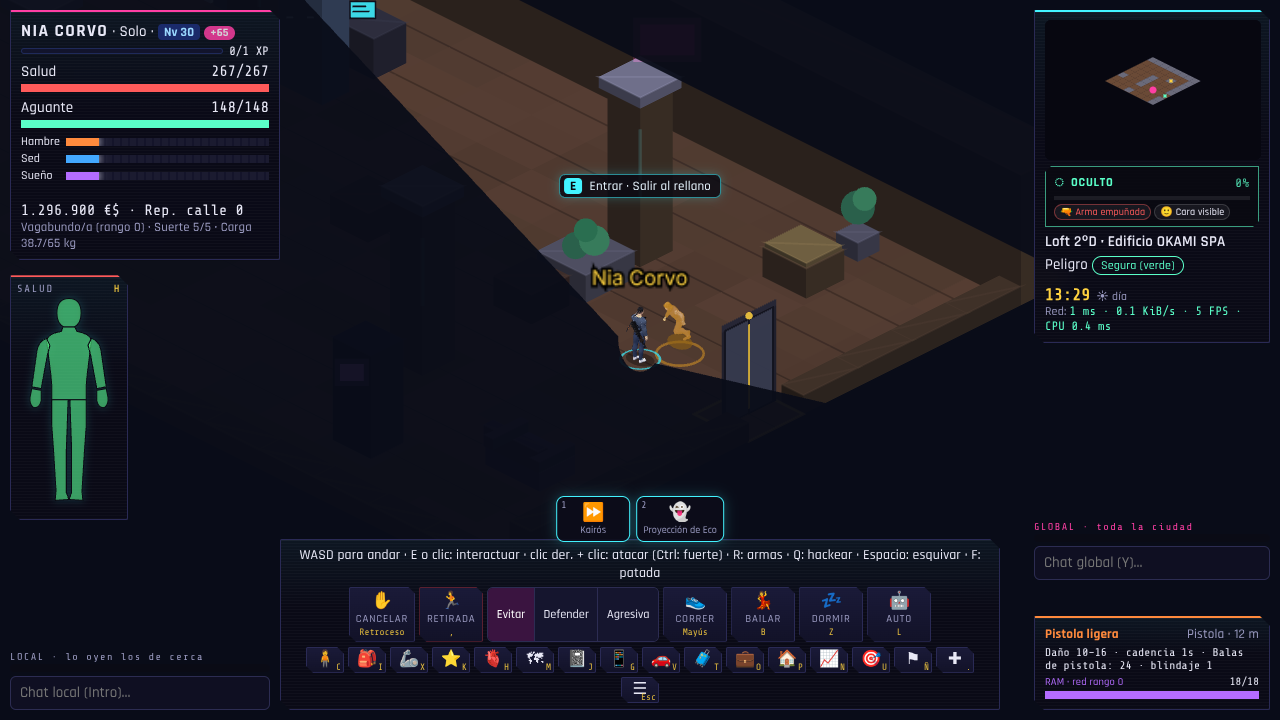 NIA CORVO · Solo · Nv 30 +65
0/1 XP
Salud 267/267
Aguante 148/148
Hambre
Sed
Sueño
1.296.900 €$ · Rep. calle 0
Vagabundo/a (rango 0) · Suerte 5/5 · Carga
38.7/65 kg
SALUD H
E Entrar · Salir al rellano
Nia Corvo
OCULTO 0%
Arma empuñada Cara visible
Loft 2ºD · Edificio OKAMI SPA
Peligro Segura (verde)
13:29 día
Red: 1 ms · 0.1 KiB/s · 5 FPS ·
CPU 0.4 ms
1 Kairós
2 Proyección de Eco
WASD para andar · E o clic: interactuar · clic der. + clic: atacar (Ctrl: fuerte) · R: armas · Q: hackear · Espacio: esquivar · F:
patada
CANCELAR
Retroceso
RETIRADA
,
Evitar Defender Agresiva
CORRER
Mayús
BAILAR
B
DORMIR
Z
AUTO
L
C I X K H M J G V T O P N U Ñ .
Esc
LOCAL · lo oyen los de cerca
Chat local (Intro)...
GLOBAL · toda la ciudad
Chat global (Y)...
Pistola ligera Pistola · 12 m
Daño 10-16 · cadencia 1s · Balas
de pistola: 24 · blindaje 1
RAM · red rango 0 18/18